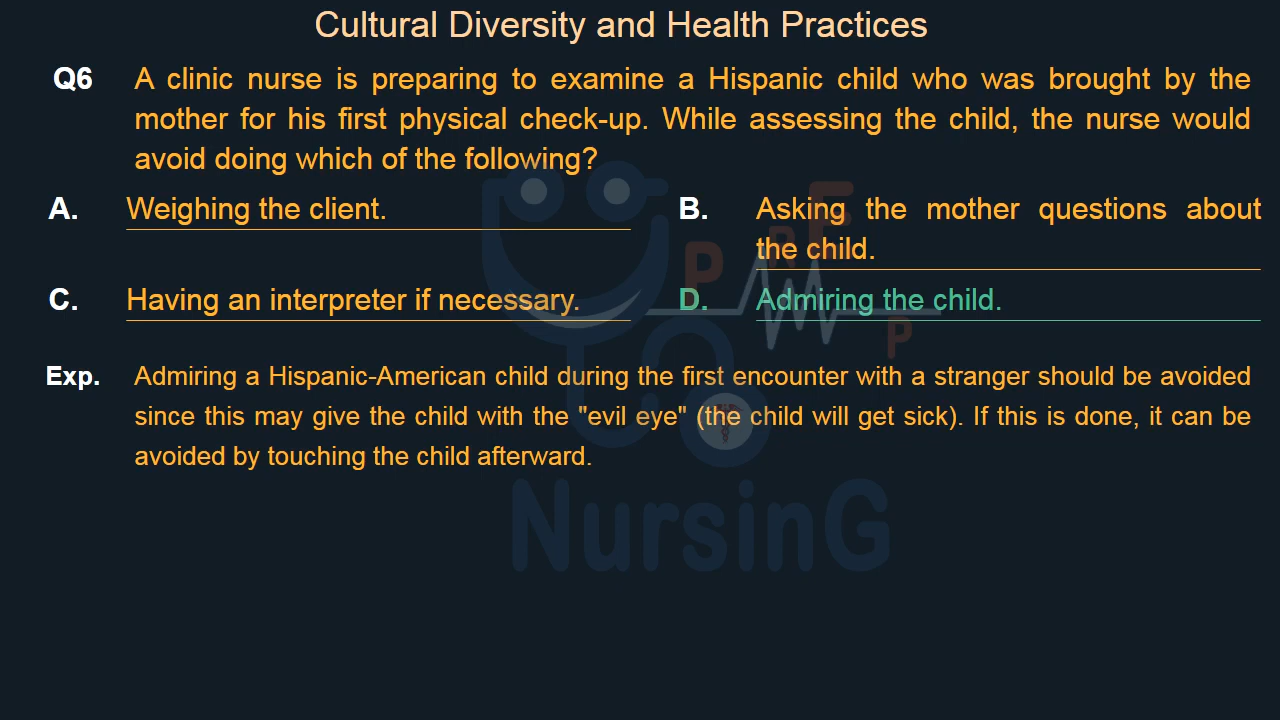 Cultural Diversity and Health Practices
Q6 A clinic nurse is preparing to examine a Hispanic child who was brought by the
mother for his first physical check-up. While assessing the child, the nurse would
avoid doing which of the following?
A. Weighing the client.
B. Asking the mother questions about
the child.
C. Having an interpreter if necessary.
D. Admiring the child.
Exp. Admiring a Hispanic-American child during the first encounter with a stranger should be avoided
since this may give the child with the "evil eye" (the child will get sick). If this is done, it can be
avoided by touching the child afterward.
PREP
NursinG